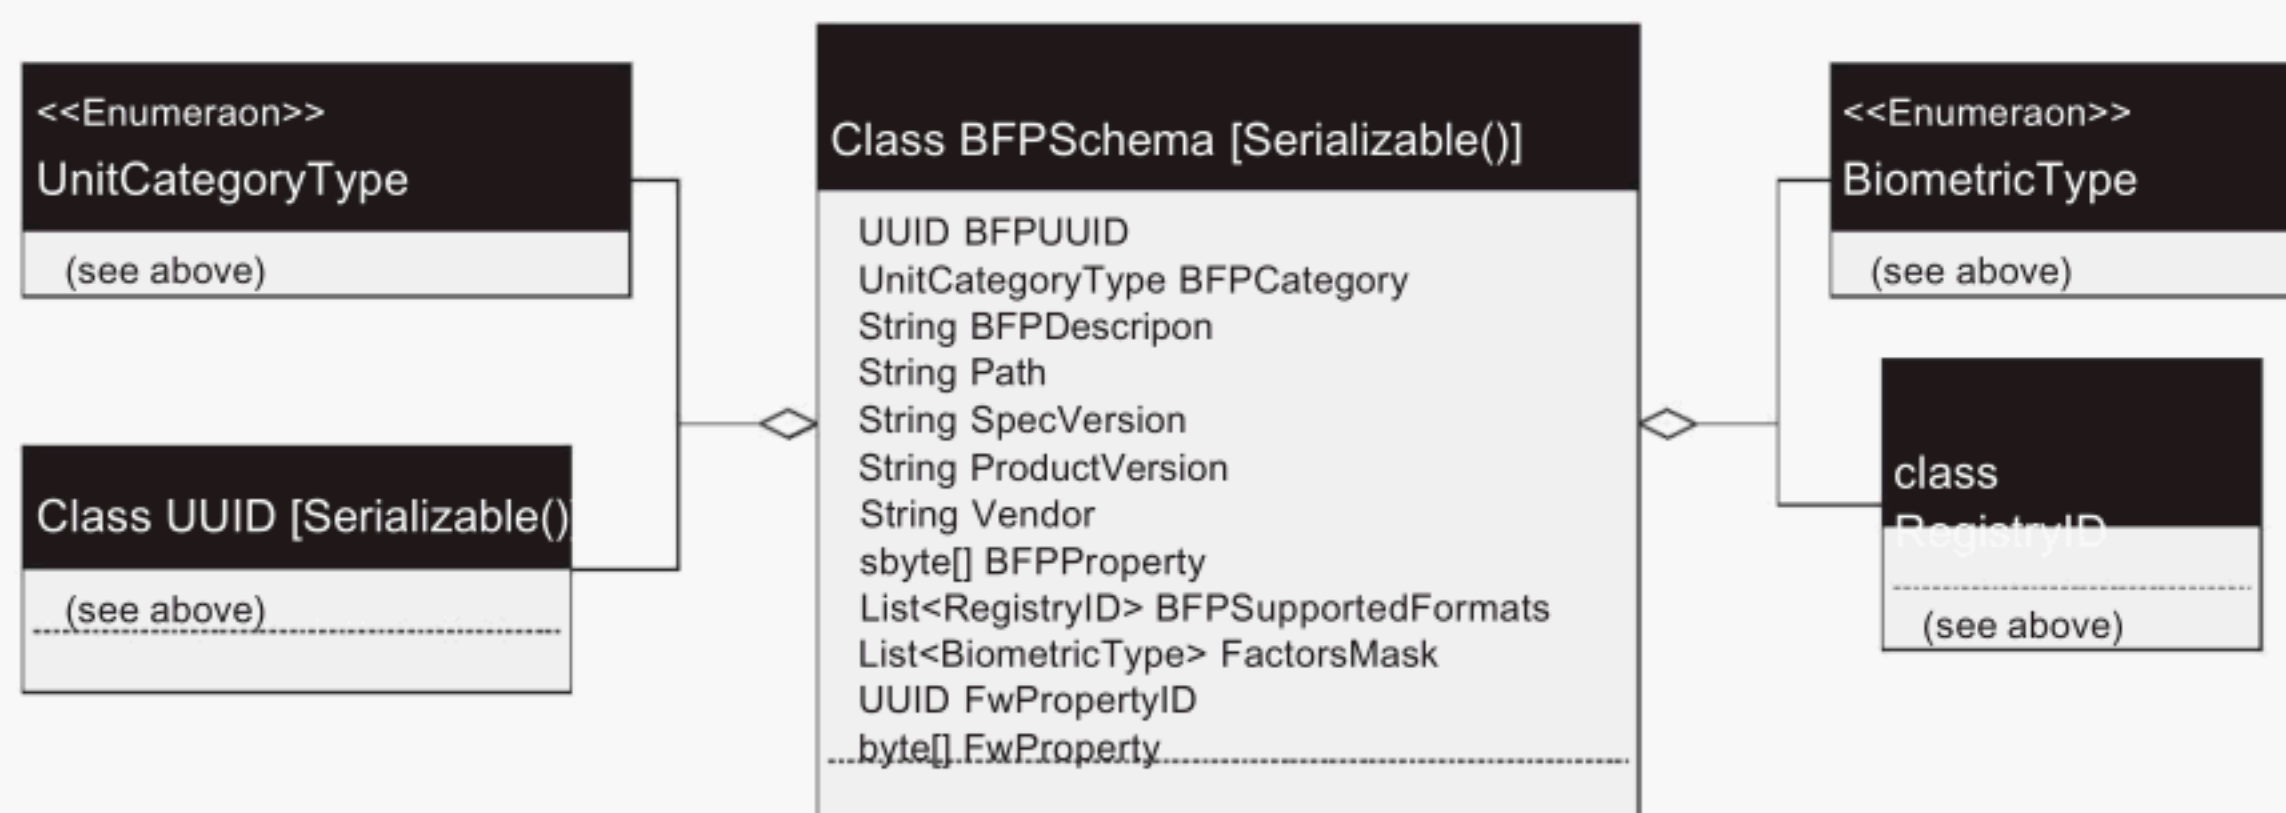 <<Enumeraon>>
UnitCategoryType
(see above)
Class UUID [Serializable()]
(see above)
Class BFPSchema [Serializable()]
UUID BFPUUID
UnitCategoryType BFPCategory
String BFPDescripon
String Path
String SpecVersion
String ProductVersion
String Vendor
sbyte[] BFPProperty
List<RegistryID> BFPSupportedFormats
List<BiometricType> FactorsMask
UUID FwPropertyID
byte[] FwProperty
<<Enumeraon>>
BiometricType
(see above)
class
RegistryID
(see above)